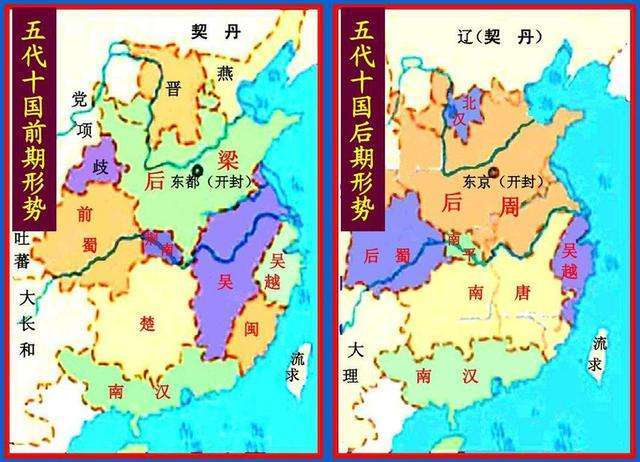 五代十国前期形势
契丹
燕
晋
党项
歧
后梁
东都（开封）
前蜀
荆南
吐蕃
吴
吴越
大长和
楚
闽
流求
南汉
五代十国后期形势
辽（契丹）
北汉
东京（开封）
后周
后蜀
南平
吴越
南唐
大理
流求
南汉